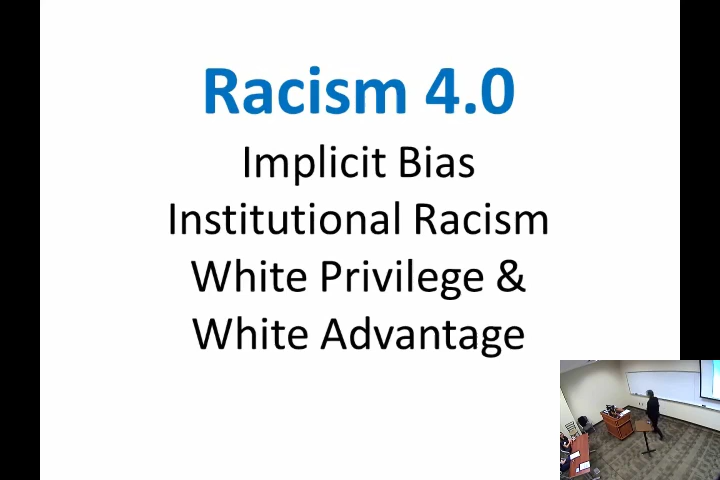 Racism 4.0
Implicit Bias
Institutional Racism
White Privilege &
White Advantage